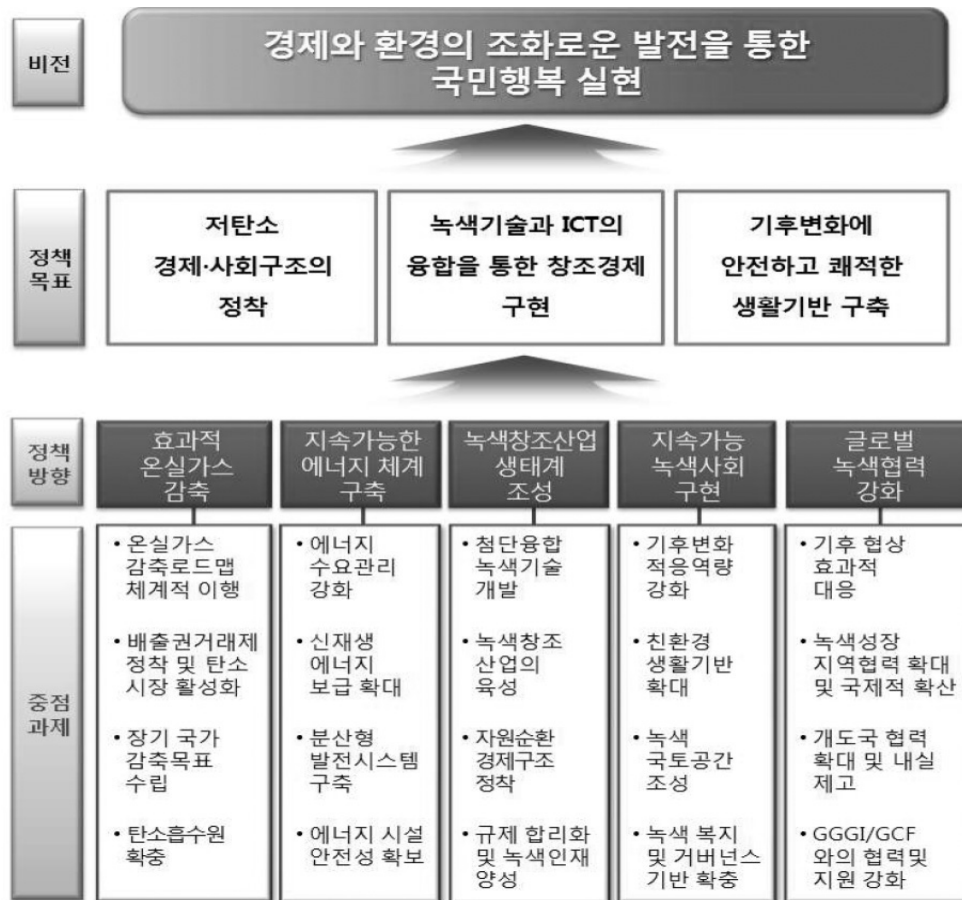 비전
경제와 환경의 조화로운 발전을 통한
국민행복 실현
정책
목표
저탄소
경제·사회구조의
정착
녹색기술과 ICT의
융합을 통한 창조경제
구현
기후변화에
안전하고 쾌적한
생활기반 구축
정책
방향
효과적
온실가스
감축
지속가능한
에너지 체계
구축
녹색창조산업
생태계
조성
지속가능
녹색사회
구현
글로벌
녹색협력
강화
중점
과제
• 온실가스
감축로드맵
체계적 이행
• 배출권거래제
정착 및 탄소
시장 활성화
• 장기 국가
감축목표
수립
• 탄소흡수원
확충
• 에너지
수요관리
강화
• 신재생
에너지
보급 확대
• 분산형
발전시스템
구축
• 에너지 시설
안전성 확보
• 첨단융합
녹색기술
개발
• 녹색창조
산업의
육성
• 자원순환
경제구조
정착
• 규제 합리화
및 녹색인재
양성
• 기후변화
적응역량
강화
• 친환경
생활기반
확대
• 녹색
국토공간
조성
• 녹색 복지
및 거버넌스
기반 확충
• 기후 협상
효과적
대응
• 녹색성장
지역협력 확대
및 국제적 확산
• 개도국 협력
확대 및 내실
제고
• GGGI/GCF
와의 협력및
지원 강화